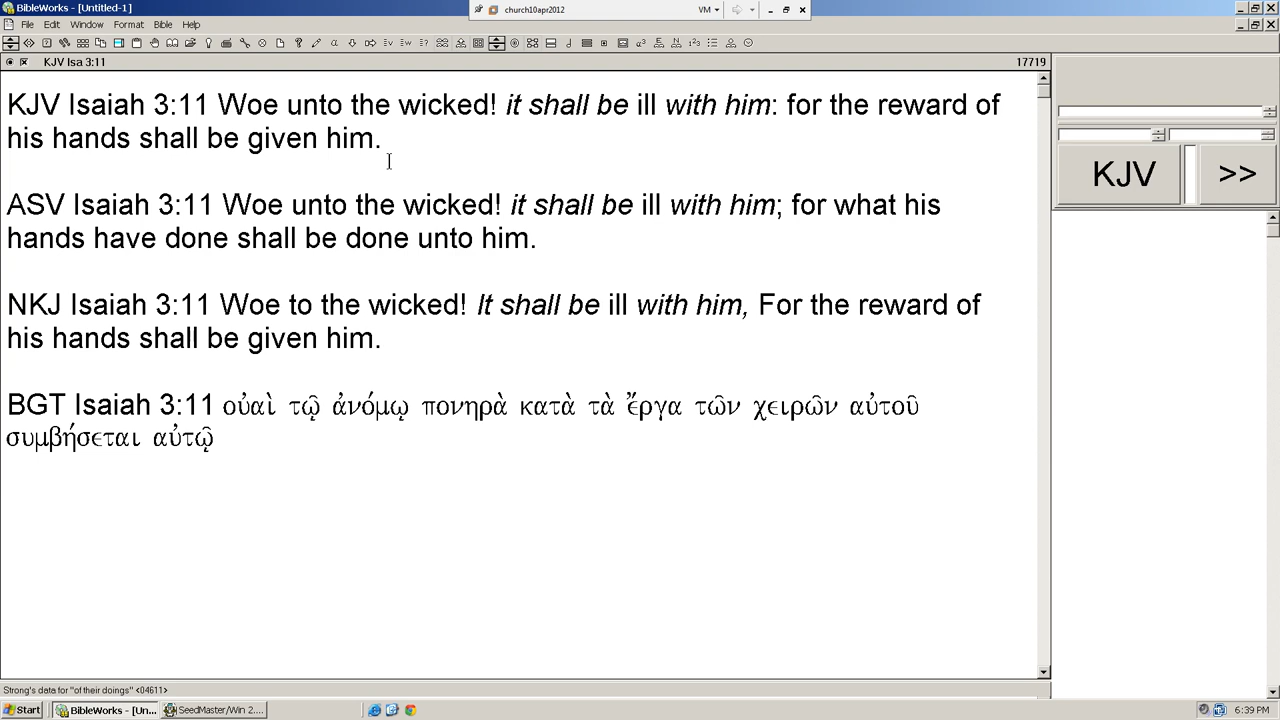 BibleWorks - [Untitled-1]
church10apr2012
VM
File Edit Window Format Bible Help
KJV Isa 3:11
17719
KJV Isaiah 3:11 Woe unto the wicked! it shall be ill with him: for the reward of
his hands shall be given him.
ASV Isaiah 3:11 Woe unto the wicked! it shall be ill with him; for what his
hands have done shall be done unto him.
NKJ Isaiah 3:11 Woe to the wicked! It shall be ill with him, For the reward of
his hands shall be given him.
BGT Isaiah 3:11 οὐαὶ τῷ ἀνόμῳ πονηρὰ κατὰ τὰ ἔργα τῶν χειρῶν αὐτοῦ
συμβήσεται αὐτῷ
KJV
>>
Strong's data for "of their doings" <04611>
Start
BibleWorks - [Un...
SeedMaster/Win 2....
6:39 PM